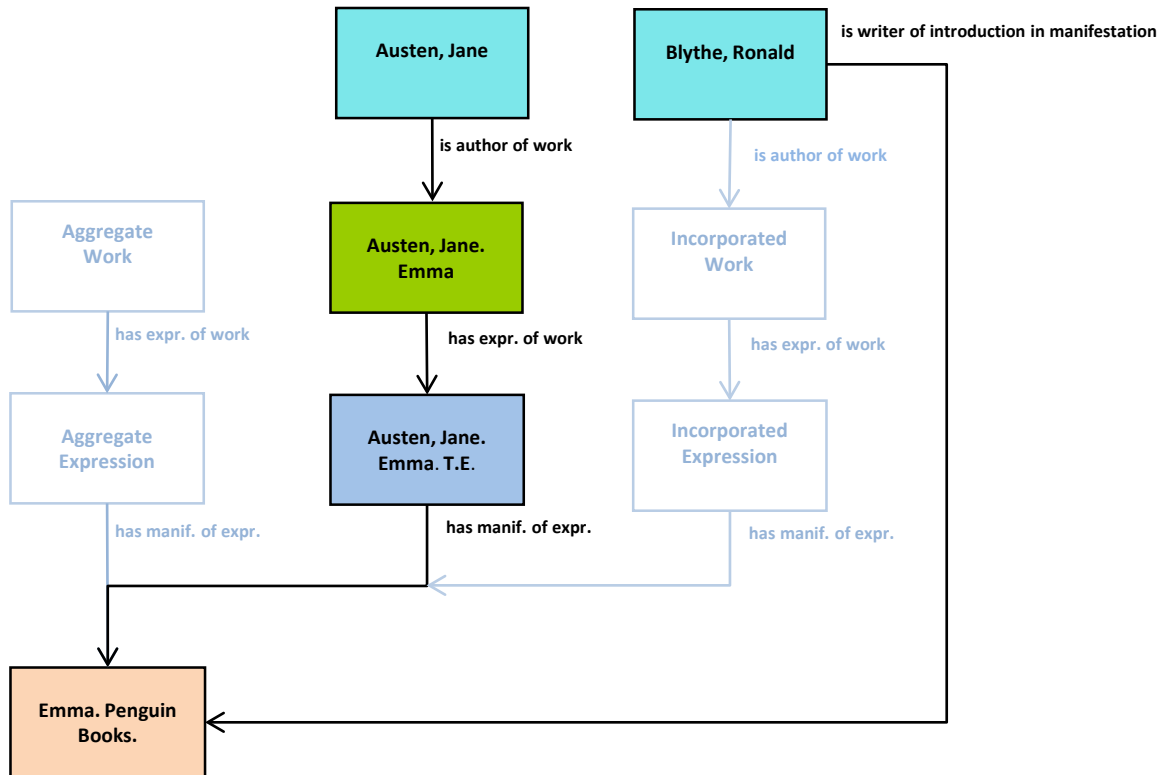 is writer of introduction in manifestation
Austen, Jane
Blythe, Ronald
is author of work
is author of work
Aggregate
Work
Austen, Jane.
Emma
Incorporated
Work
has expr. of work
has expr. of work
has expr. of work
Aggregate
Expression
Austen, Jane.
Emma. T.E.
Incorporated
Expression
has manif. of expr.
has manif. of expr.
has manif. of expr.
Emma. Penguin
Books.